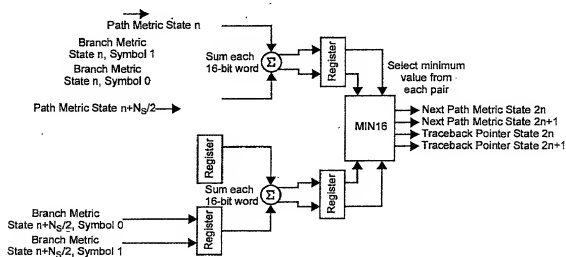 Path Metric State n
Branch Metric
State n, Symbol 1
Branch Metric
State n, Symbol 0
Path Metric State n+NS/2
Sum each
16-bit word
Σ
Register
Select minimum
value from
each pair
MIN16
Next Path Metric State 2n
Next Path Metric State 2n+1
Traceback Pointer State 2n
Traceback Pointer State 2n+1
Register
Sum each
16-bit word
Σ
Register
Register
Branch Metric
State n+NS/2, Symbol 0
Branch Metric
State n+NS/2, Symbol 1